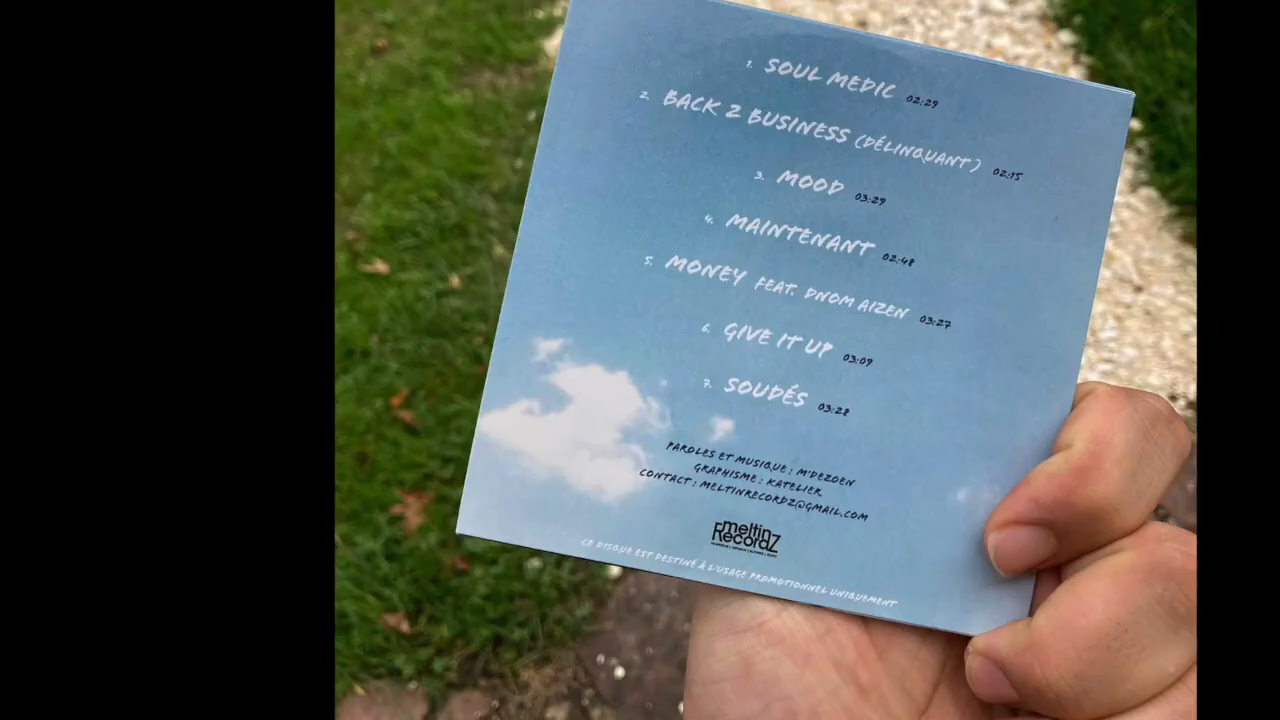 1. SOUL MEDIC 02:29
2. BACK 2 BUSINESS (DÉLINQUANT) 02:15
3. MOOD 03:29
4. MAINTENANT 02:48
5. MONEY FEAT. DNOM AIZEN 03:27
6. GIVE IT UP 03:09
7. SOUDÉS 03:28
PAROLES ET MUSIQUE : M'DEZOEN
GRAPHISME : KATELIER
CONTACT : MELTINRECORDZ@GMAIL.COM
meltin
RecordZ
CE DISQUE EST DESTINÉ À L'USAGE PROMOTIONNEL UNIQUEMENT